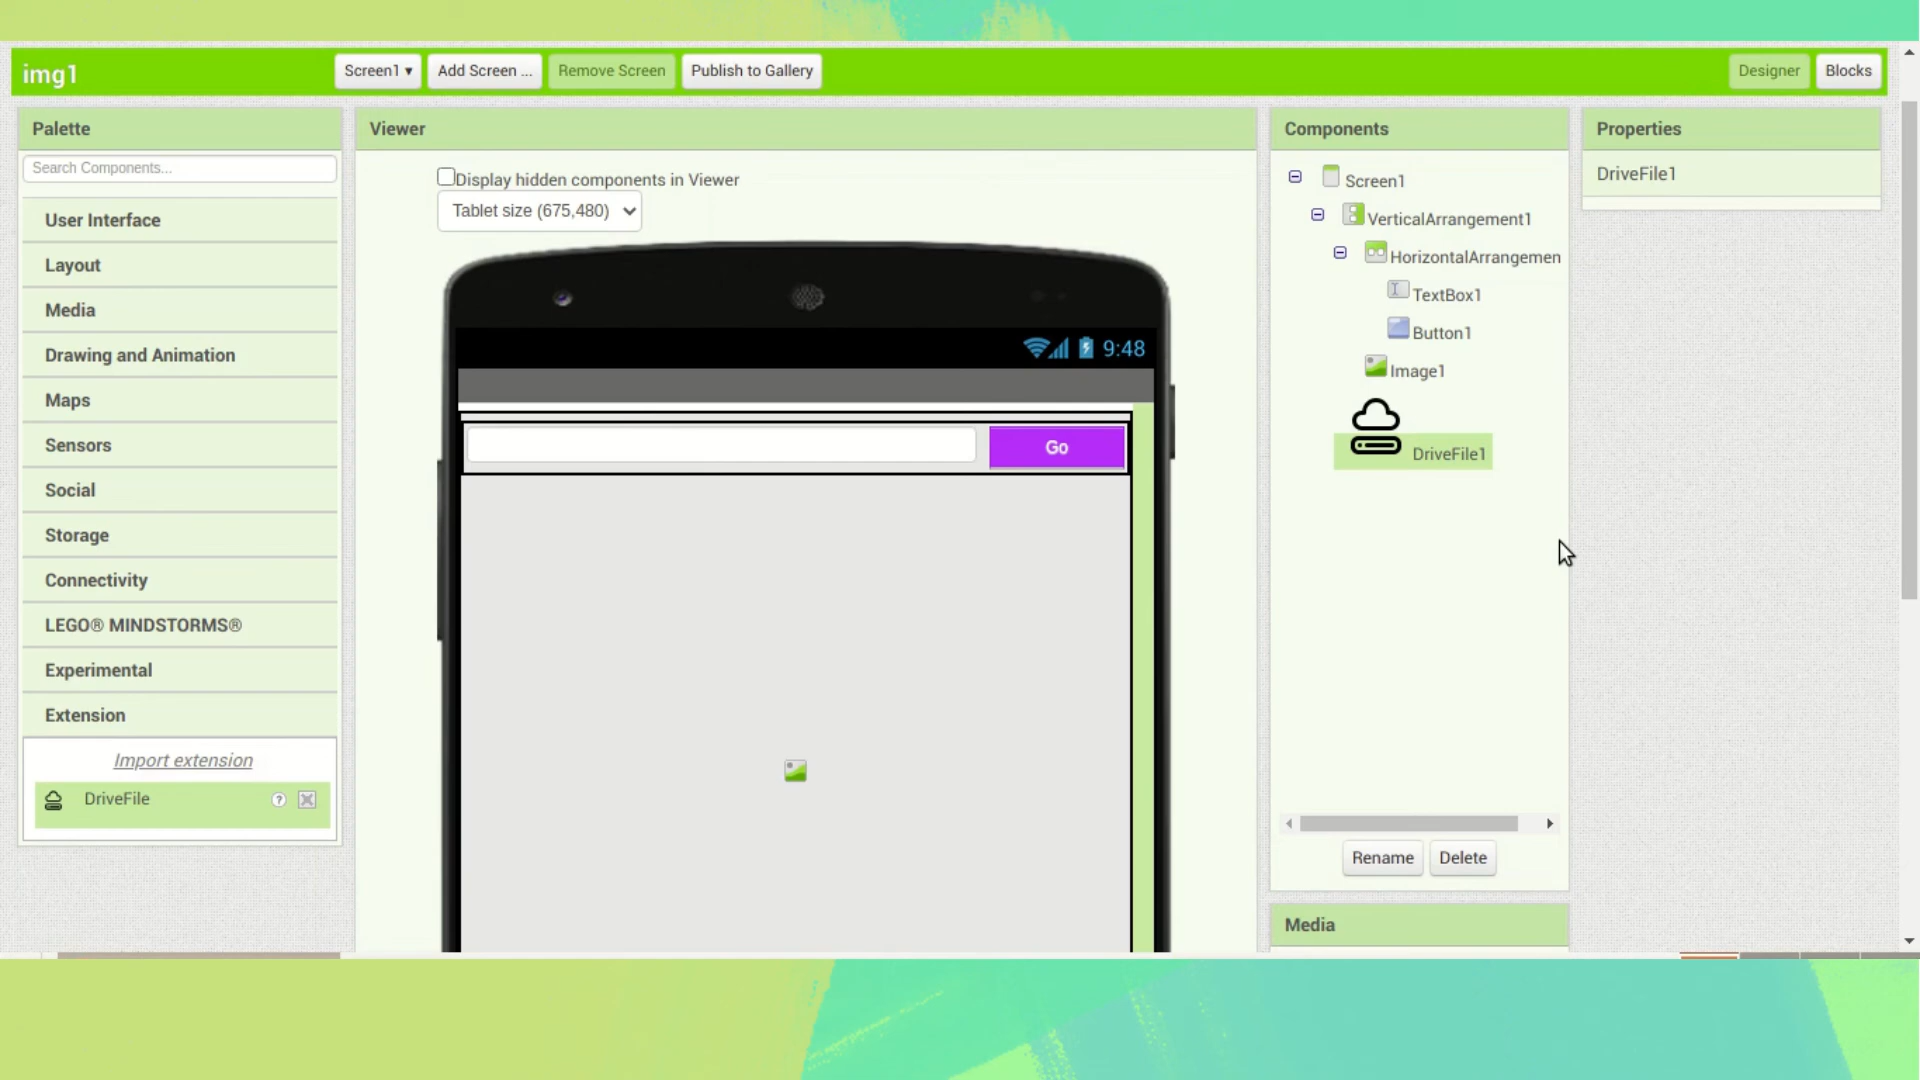 img1
Screen1 ▾
Add Screen ...
Remove Screen
Publish to Gallery
Designer
Blocks
Palette
Search Components...
User Interface
Layout
Media
Drawing and Animation
Maps
Sensors
Social
Storage
Connectivity
LEGO® MINDSTORMS®
Experimental
Extension
Import extension
DriveFile
?
Viewer
Display hidden components in Viewer
Tablet size (675,480)
9:48
Go
Components
Screen1
VerticalArrangement1
HorizontalArrangemen
TextBox1
Button1
Image1
DriveFile1
Rename
Delete
Media
Properties
DriveFile1